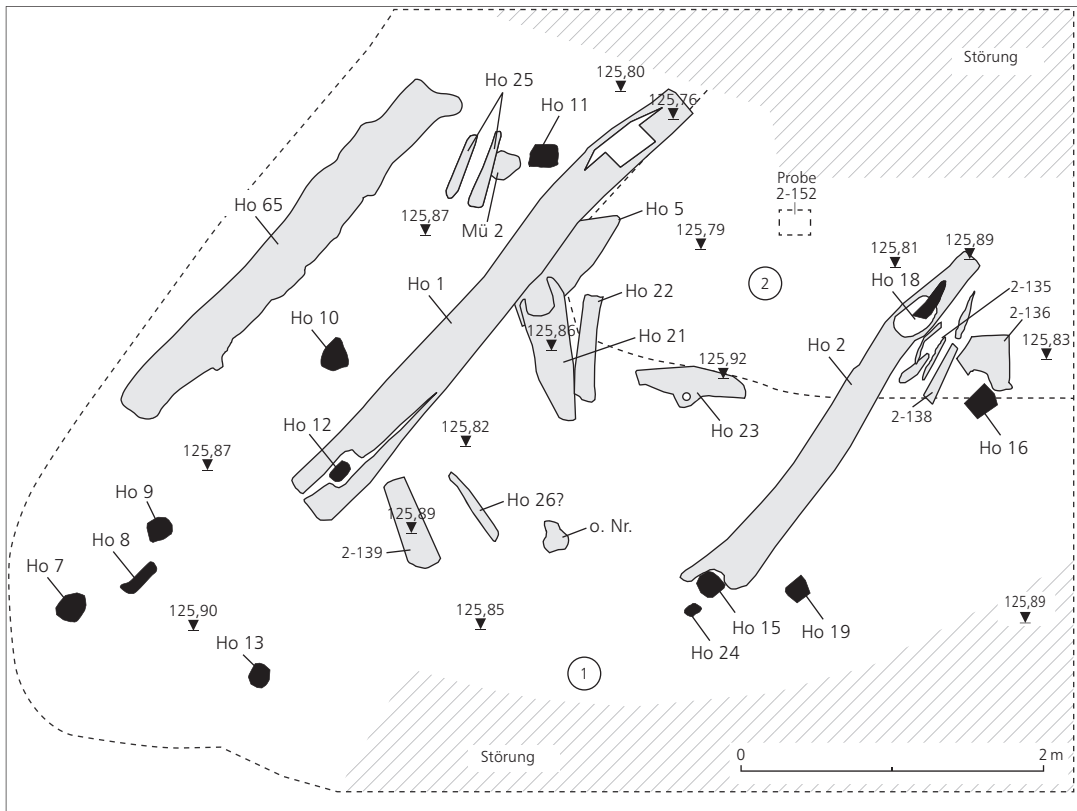 Störung
125,80
Ho 25
125,76
Ho 11
Probe
2-152
Ho 65
Ho 5
125,87
Mü 2
125,79
125,81
125,89
2
Ho 18
2-135
Ho 1
Ho 22
2-136
Ho 10
125,86
Ho 21
125,83
Ho 2
125,92
2-138
Ho 12
125,82
Ho 23
Ho 16
125,87
Ho 9
Ho 26?
125,89
o. Nr.
Ho 8
2-139
Ho 7
125,90
125,85
125,89
Ho 15
Ho 19
Ho 13
Ho 24
1
Störung
0
2 m